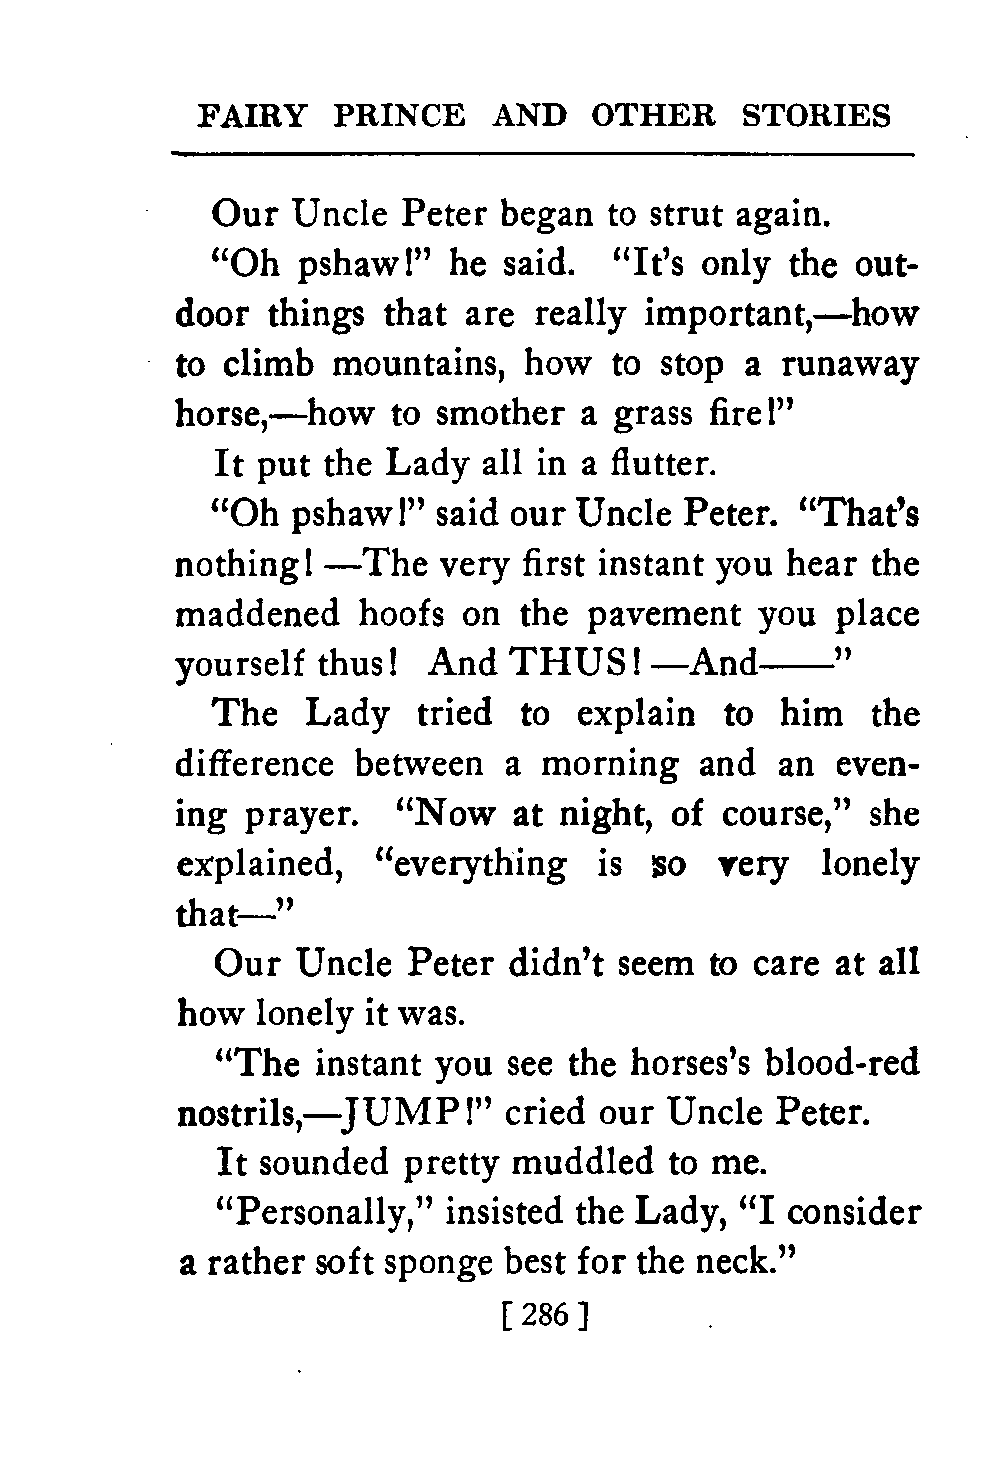 FAIRY PRINCE AND OTHER STORIES
Our Uncle Peter began to strut again.
“Oh pshaw!” he said. “It’s only the out-
door things that are really important,—how
to climb mountains, how to stop a runaway
horse,—how to smother a grass fire!”
It put the Lady all in a flutter.
“Oh pshaw!” said our Uncle Peter. “That’s
nothing! —The very first instant you hear the
maddened hoofs on the pavement you place
yourself thus! And THUS! —And——”
The Lady tried to explain to him the
difference between a morning and an even-
ing prayer. “Now at night, of course,” she
explained, “everything is so very lonely
that—”
Our Uncle Peter didn’t seem to care at all
how lonely it was.
“The instant you see the horses’s blood-red
nostrils,—JUMP!” cried our Uncle Peter.
It sounded pretty muddled to me.
“Personally,” insisted the Lady, “I consider
a rather soft sponge best for the neck.”
[ 286 ]